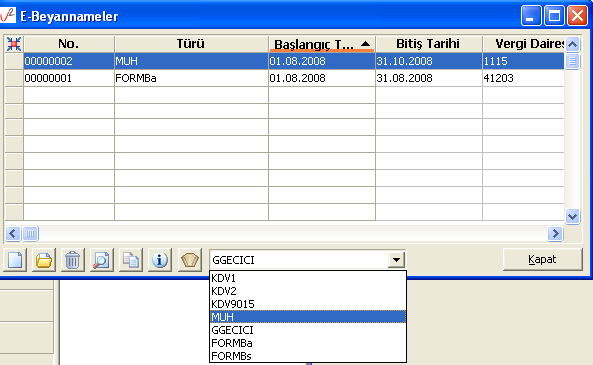 E-Beyannameler
No. Türü Başlangıç T... Bitiş Tarihi Vergi Daires
00000002 MUH 01.08.2008 31.10.2008 1115
00000001 FORMBa 01.08.2008 31.08.2008 41203
GGECICI Kapat
KDV1
KDV2
KDV9015
MUH
GGECICI
FORMBa
FORMBs